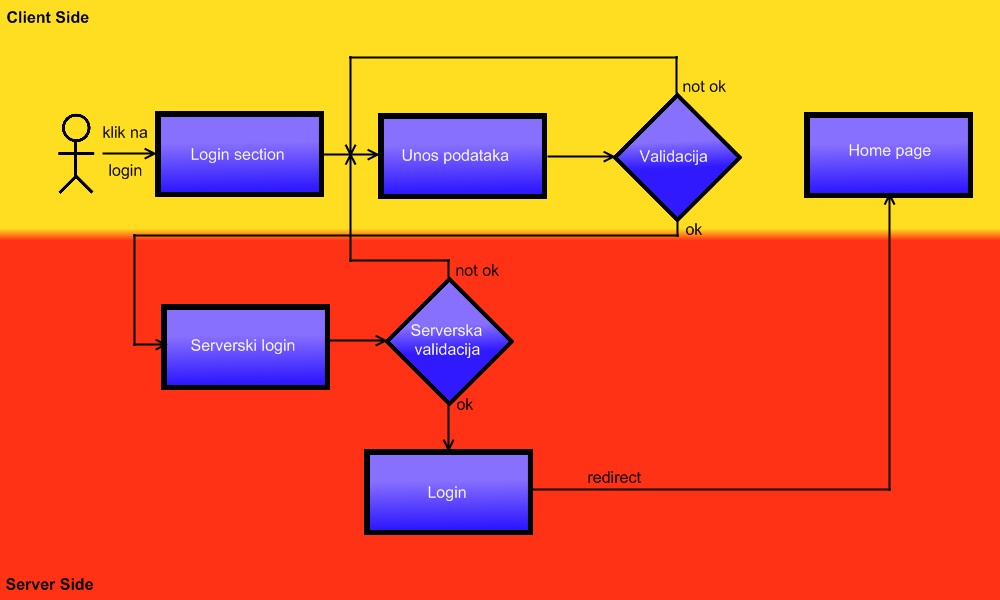 Client Side
not ok
klik na
login
Login section
Unos podataka
Validacija
Home page
ok
not ok
Serverski login
Serverska
validacija
ok
Login
redirect
Server Side